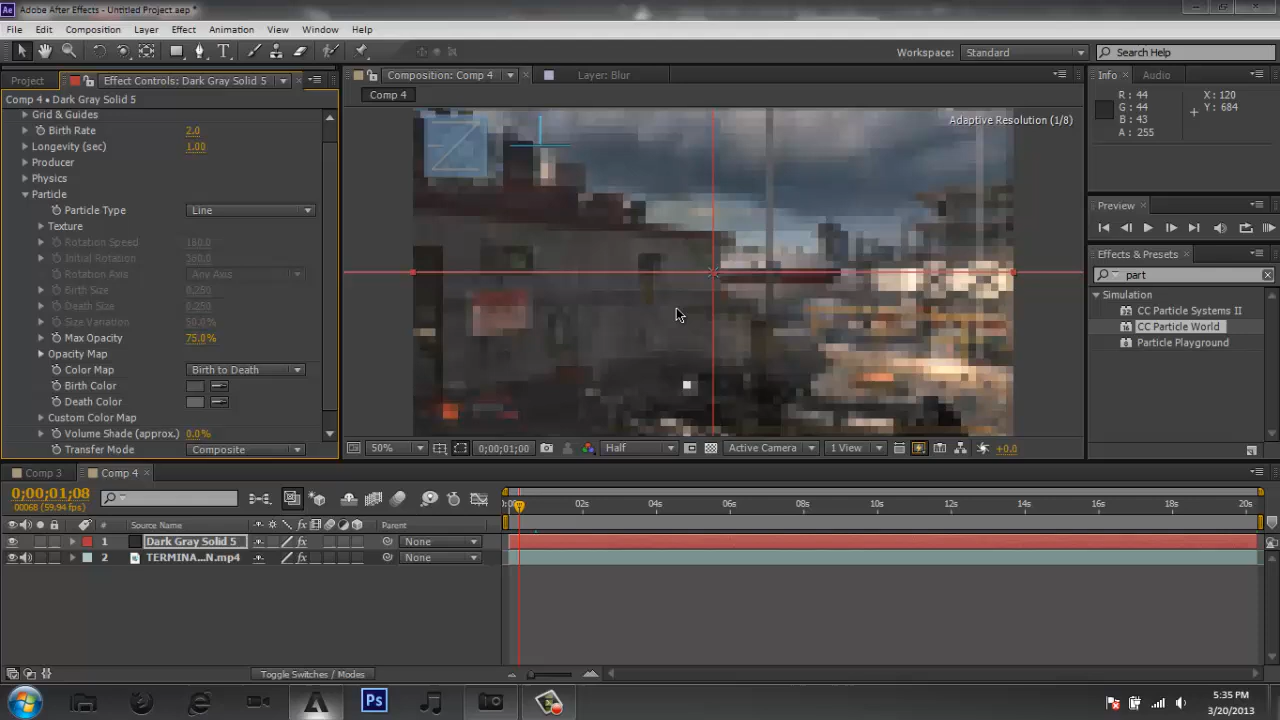 Adobe After Effects - Untitled Project.aep *
File Edit Composition Layer Effect Animation View Window Help
Workspace: Standard Search Help
Project Effect Controls: Dark Gray Solid 5 Composition: Comp 4 Layer: Blur Info Audio
Comp 4 • Dark Gray Solid 5
Comp 4
R: 44 X: 120
G: 44 Y: 684
B: 43
A: 255
Adaptive Resolution (1/8)
Grid & Guides
Birth Rate 2.0
Longevity (sec) 1.00
Producer
Physics
Particle
Particle Type Line
Texture
Rotation Speed 180.0
Initial Rotation 360.0
Rotation Axis Any Axis
Birth Size 0.250
Death Size 0.250
Size Variation 50.0%
Max Opacity 75.0%
Opacity Map
Color Map Birth to Death
Birth Color
Death Color
Custom Color Map
Volume Shade (approx.) 0.0%
Transfer Mode Composite
Preview
Effects & Presets
part
Simulation
CC Particle Systems II
CC Particle World
Particle Playground
50% 0;00;01;00 Half Active Camera 1 View +0.0
Comp 3 Comp 4
0;00;01;08
00068 (59.94 fps)
02s 04s 06s 08s 10s 12s 14s 16s 18s 20s
# Source Name Parent
1 Dark Gray Solid 5 None
2 TERMINA...N.mp4 None
Toggle Switches / Modes
Ps
5:35 PM
3/20/2013